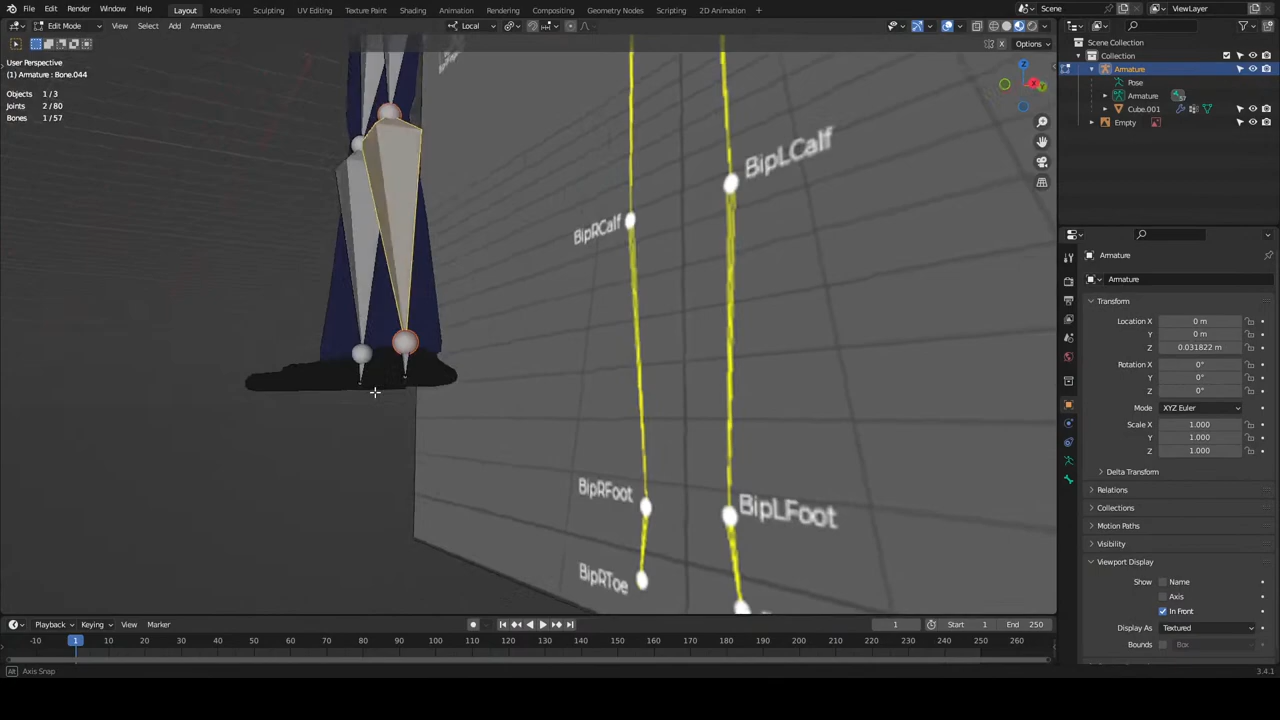 File Edit Render Window Help Layout Modeling Sculpting UV Editing Texture Paint Shading Animation Rendering Compositing Geometry Nodes Scripting 2D Animation + Scene ViewLayer
Edit Mode View Select Add Armature Local
Options
User Perspective
(1) Armature : Bone.044
Objects 1/3
Joints 2/80
Bones 1/57
BipLCalf
BipRCalf
BipRFoot
BipLFoot
BipRToe
X
Z
Y
Scene Collection
Collection
Armature
Pose
Armature 57
Cube.001
Empty
Armature
Armature
Transform
Location X 0 m
Y 0 m
Z 0.031822 m
Rotation X 0°
Y 0°
Z 0°
Mode XYZ Euler
Scale X 1.000
Y 1.000
Z 1.000
Delta Transform
Relations
Collections
Motion Paths
Visibility
Viewport Display
Show Name
Axis
In Front
Display As Textured
Bounds Box
Playback Keying View Marker 1 Start 1 End 250
-10 1 10 20 30 40 50 60 70 80 90 100 110 120 130 140 150 160 170 180 190 200 210 220 230 240 250 260
Alt Axis Snap 3.4.1